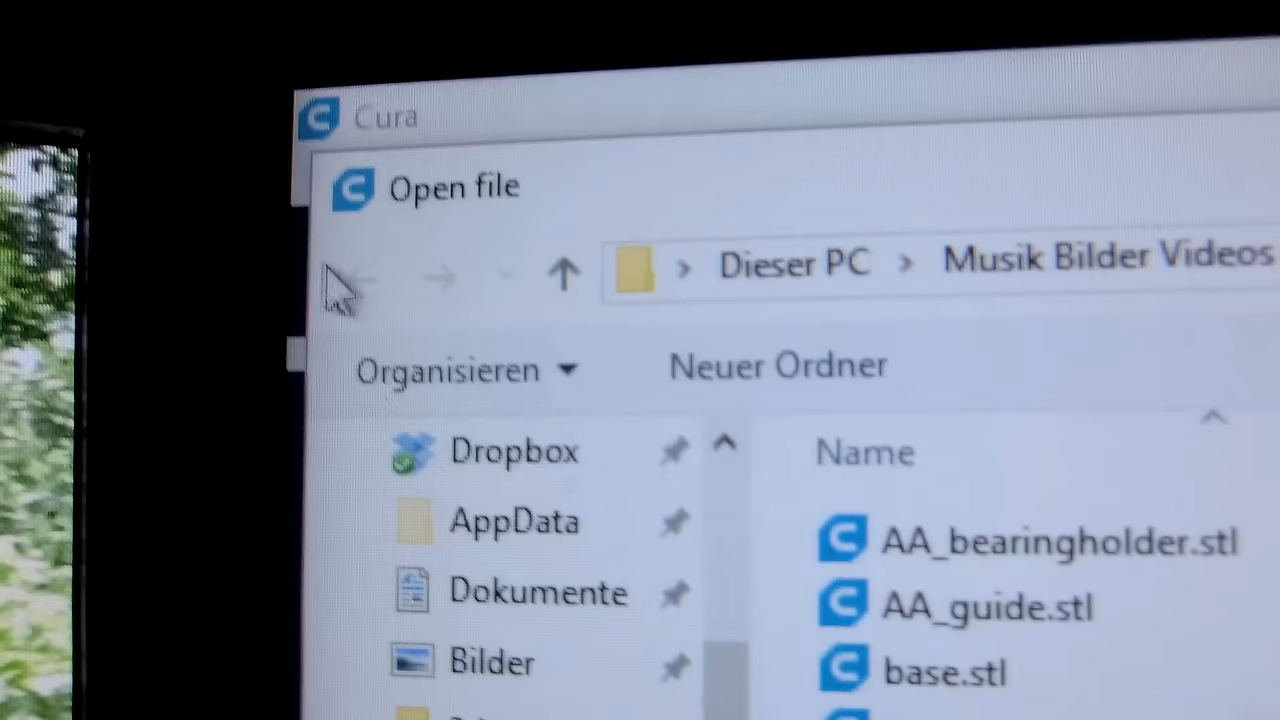 Cura
Open file
Dieser PC › Musik Bilder Videos
Organisieren Neuer Ordner
Dropbox
AppData
Dokumente
Bilder
Name
AA_bearingholder.stl
AA_guide.stl
base.stl